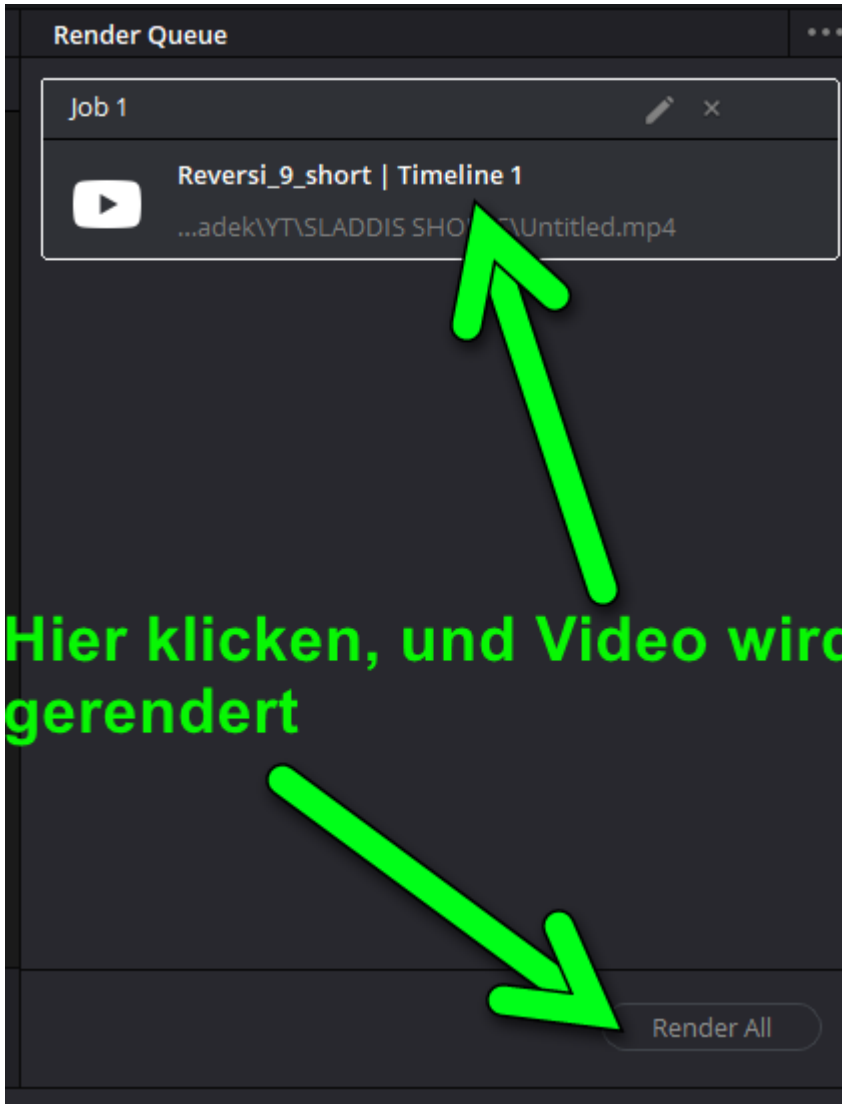 Render Queue
Job 1
Reversi_9_short | Timeline 1
...adek\YT\SLADDIS \Untitled.mp4
Hier klicken, und Video wird
gerendert
Render All